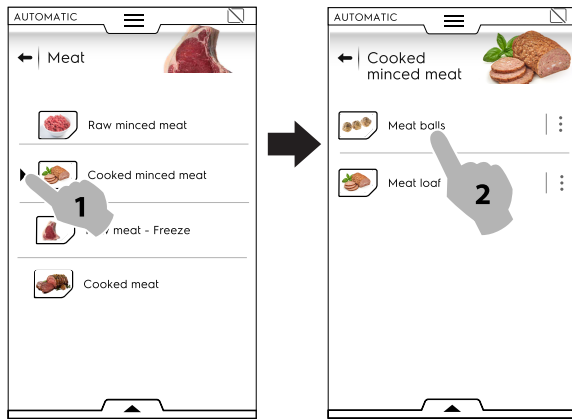 AUTOMATIC
Meat
Raw minced meat
Cooked minced meat
1
meat - Freeze
Cooked meat
AUTOMATIC
Cooked
minced meat
Meat balls
Meat loaf
2